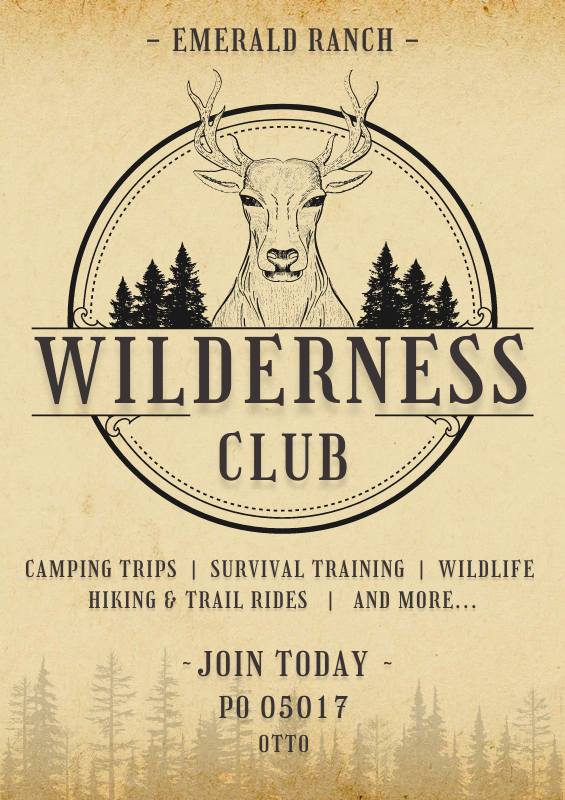 – EMERALD RANCH –
WILDERNESS
CLUB
CAMPING TRIPS | SURVIVAL TRAINING | WILDLIFE
HIKING & TRAIL RIDES | AND MORE...
~JOIN TODAY ~
PO 05017
OTTO